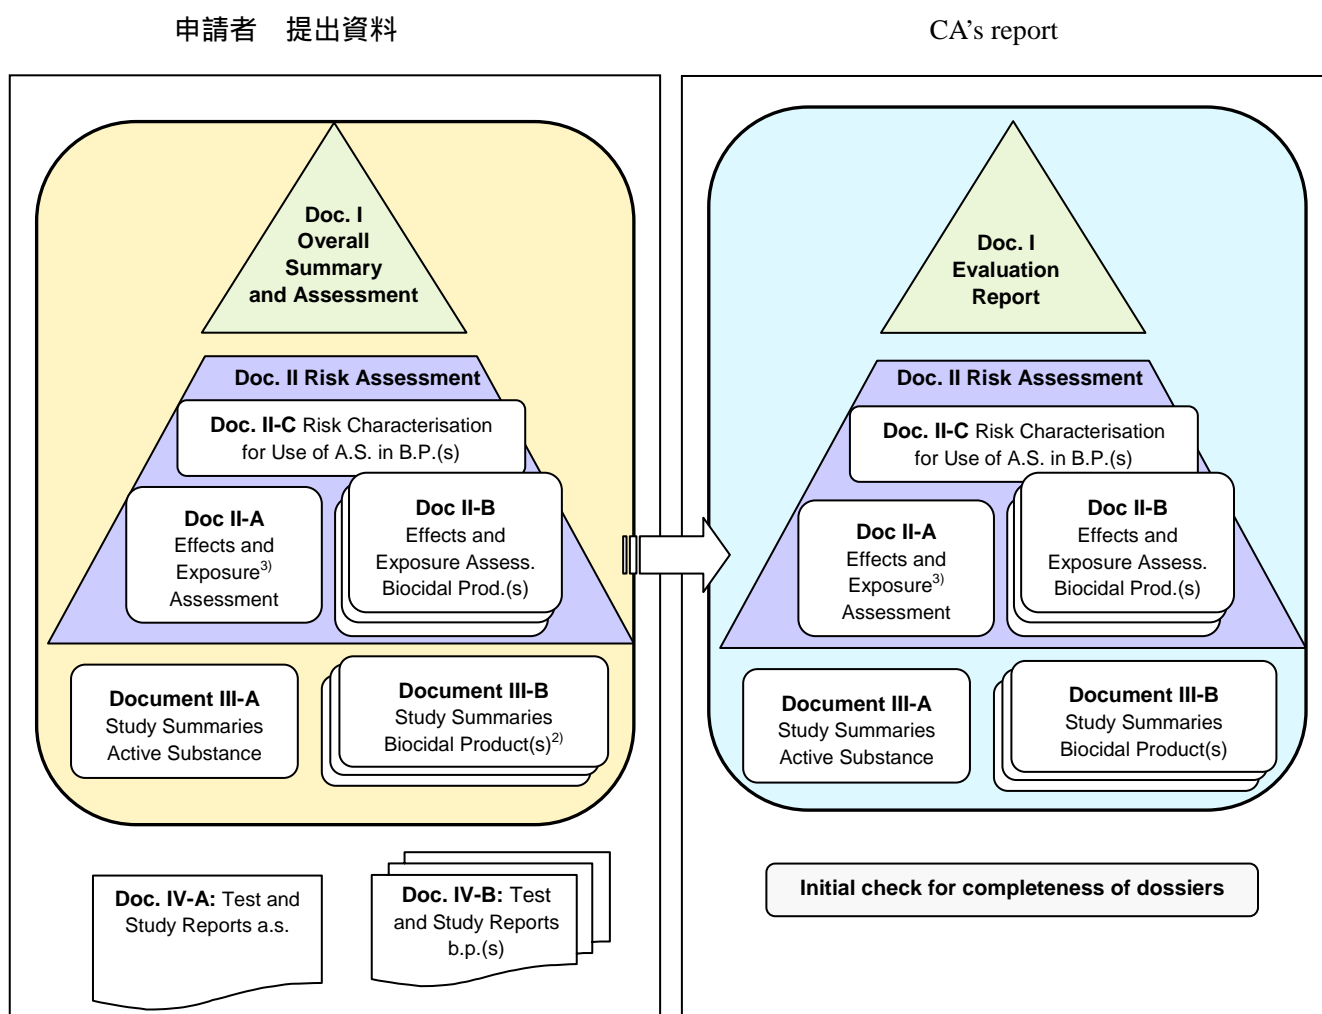 申請者　提出資料
CA's report
Doc. I
Overall
Summary
and Assessment
Doc. II Risk Assessment
Doc. II-C Risk Characterisation
for Use of A.S. in B.P.(s)
Doc II-A
Effects and
Exposure3)
Assessment
Doc II-B
Effects and
Exposure Assess.
Biocidal Prod.(s)
Document III-A
Study Summaries
Active Substance
Document III-B
Study Summaries
Biocidal Product(s)2)
Doc. IV-A: Test and
Study Reports a.s.
Doc. IV-B: Test
and Study Reports
b.p.(s)
Doc. I
Evaluation
Report
Doc. II Risk Assessment
Doc. II-C Risk Characterisation
for Use of A.S. in B.P.(s)
Doc II-A
Effects and
Exposure3)
Assessment
Doc II-B
Effects and
Exposure Assess.
Biocidal Prod.(s)
Document III-A
Study Summaries
Active Substance
Document III-B
Study Summaries
Biocidal Product(s)
Initial check for completeness of dossiers